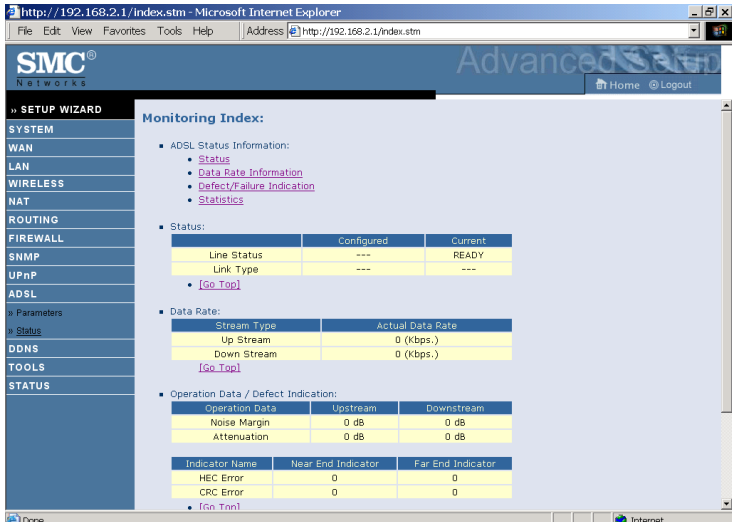 http://192.168.2.1/index.stm - Microsoft Internet Explorer
File Edit View Favorites Tools Help Address http://192.168.2.1/index.stm
SMC®
Networks
Advanced Setup
Home Logout
» SETUP WIZARD
SYSTEM
WAN
LAN
WIRELESS
NAT
ROUTING
FIREWALL
SNMP
UPnP
ADSL
» Parameters
» Status
DDNS
TOOLS
STATUS
Monitoring Index:
ADSL Status Information:
Status
Data Rate Information
Defect/Failure Indication
Statistics
Status:
Configured Current
Line Status --- READY
Link Type --- ---
[Go Top]
Data Rate:
Stream Type Actual Data Rate
Up Stream 0 (Kbps.)
Down Stream 0 (Kbps.)
[Go Top]
Operation Data / Defect Indication:
Operation Data Upstream Downstream
Noise Margin 0 dB 0 dB
Attenuation 0 dB 0 dB
Indicator Name Near End Indicator Far End Indicator
HEC Error 0 0
CRC Error 0 0
[Go Top]
Done Internet